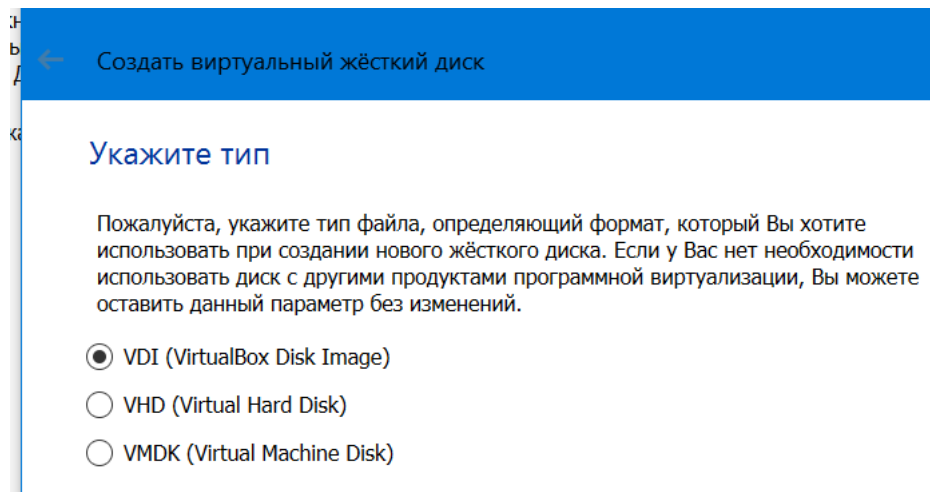 Создать виртуальный жёсткий диск
Укажите тип
Пожалуйста, укажите тип файла, определяющий формат, который Вы хотите
использовать при создании нового жёсткого диска. Если у Вас нет необходимости
использовать диск с другими продуктами программной виртуализации, Вы можете
оставить данный параметр без изменений.
VDI (VirtualBox Disk Image)
VHD (Virtual Hard Disk)
VMDK (Virtual Machine Disk)